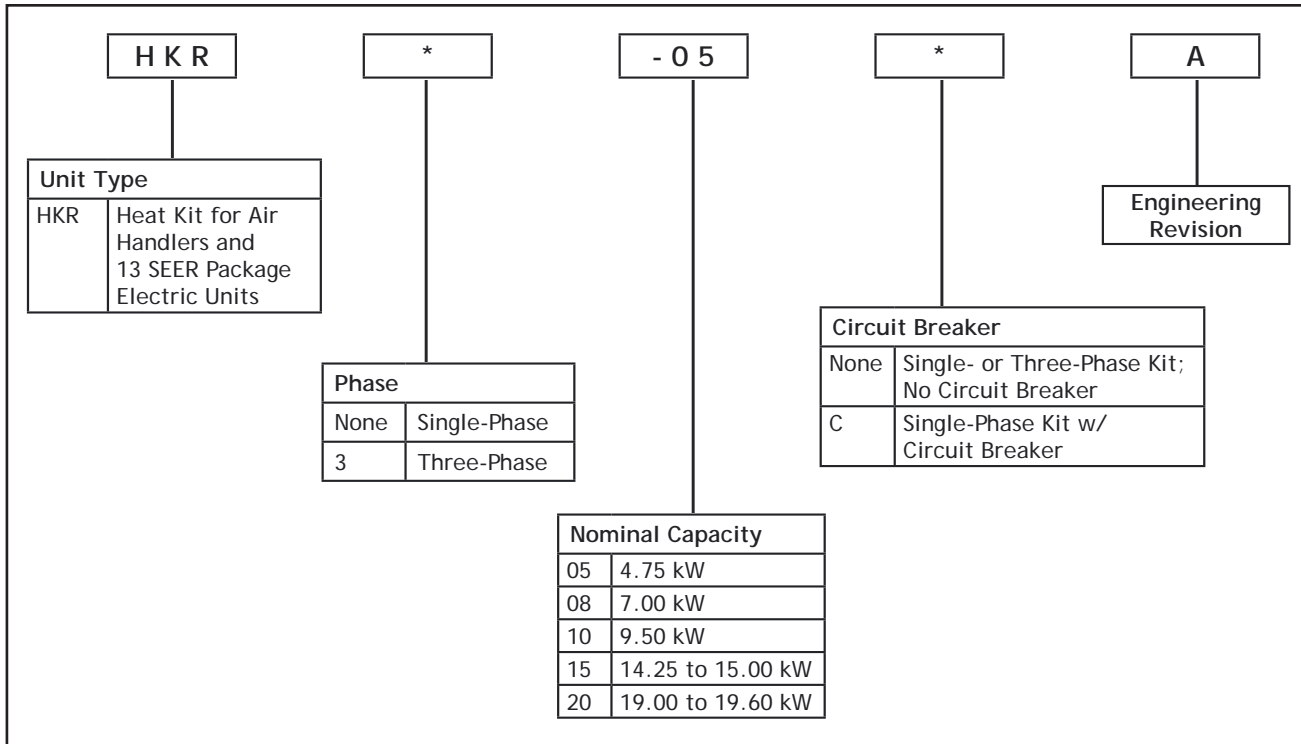 H K R
*
- 0 5
*
A
Unit Type
HKR
Heat Kit for Air
Handlers and
13 SEER Package
Electric Units
Phase
None
Single-Phase
3
Three-Phase
Nominal Capacity
05
4.75 kW
08
7.00 kW
10
9.50 kW
15
14.25 to 15.00 kW
20
19.00 to 19.60 kW
Circuit Breaker
None
Single- or Three-Phase Kit;
No Circuit Breaker
C
Single-Phase Kit w/
Circuit Breaker
Engineering
Revision